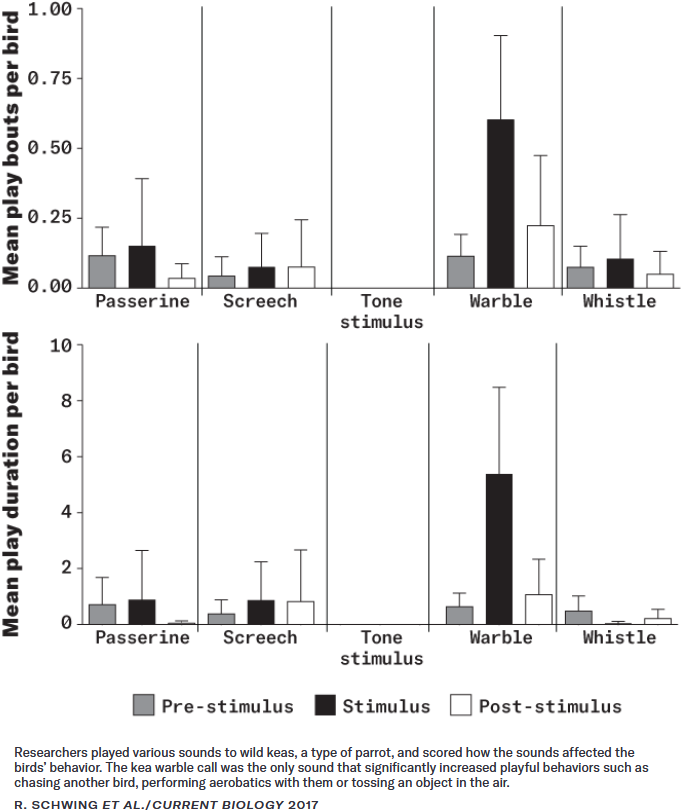 Mean play bouts per bird
1.00
0.75
0.50
0.25
0.00
Passerine
Screech
Tone
stimulus
Warble
Whistle
Mean play duration per bird
10
8
6
4
2
0
Passerine
Screech
Tone
stimulus
Warble
Whistle
Pre-stimulus
Stimulus
Post-stimulus
Researchers played various sounds to wild keas, a type of parrot, and scored how the sounds affected the
birds' behavior. The kea warble call was the only sound that significantly increased playful behaviors such as
chasing another bird, performing aerobatics with them or tossing an object in the air.
R. SCHWING ET AL./CURRENT BIOLOGY 2017